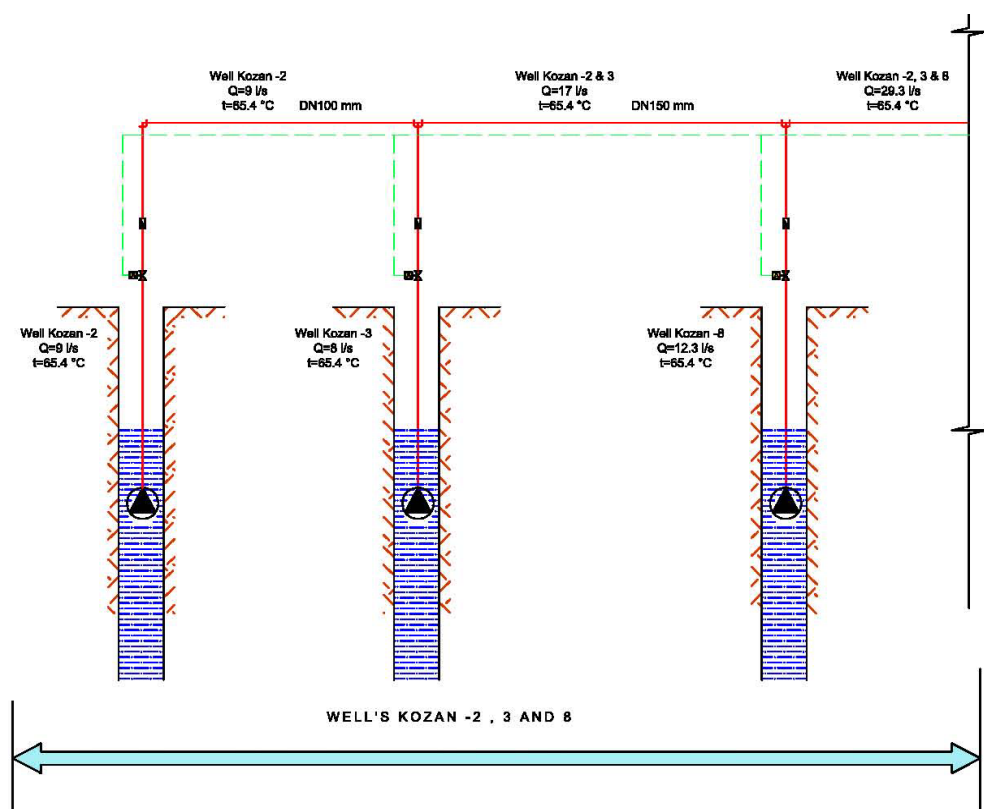 Well Kozan -2
Q=9 l/s
t=65.4 °C
DN100 mm
Well Kozan -2 & 3
Q=17 l/s
t=65.4 °C
DN150 mm
Well Kozan -2, 3 & 8
Q=29.3 l/s
t=65.4 °C
Well Kozan -2
Q=9 l/s
t=65.4 °C
Well Kozan -3
Q=8 l/s
t=65.4 °C
Well Kozan -8
Q=12.3 l/s
t=65.4 °C
WELL'S KOZAN -2 , 3 AND 8